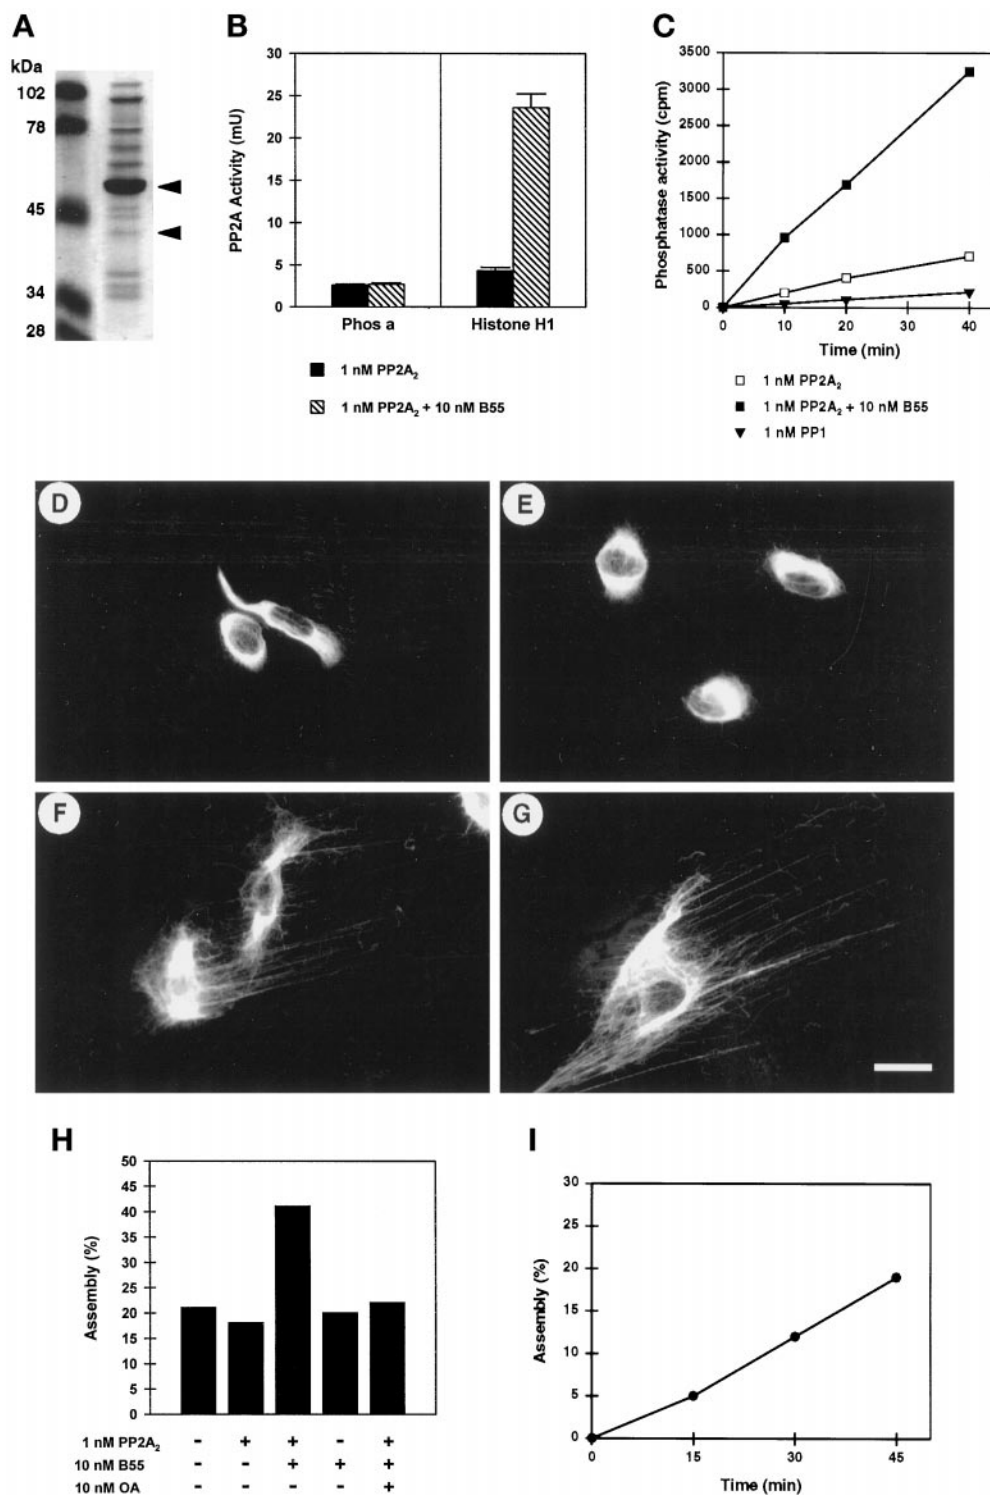 A
kDa
102
78
45
34
28
B
30
25
20
15
10
5
0
PP2A Activity (mU)
Phos a
Histone H1
1 nM PP2A₂
1 nM PP2A₂ + 10 nM B55
C
3500
3000
2500
2000
1500
1000
500
0
Phosphatase activity (cpm)
0 10 20 30 40
Time (min)
1 nM PP2A₂
1 nM PP2A₂ + 10 nM B55
1 nM PP1
D
E
F
G
H
50
45
40
35
30
25
20
15
10
5
0
Assembly (%)
1 nM PP2A₂ - + + - +
10 nM B55 - - + + +
10 nM OA - - - - +
I
30
25
20
15
10
5
0
Assembly (%)
0 15 30 45
Time (min)